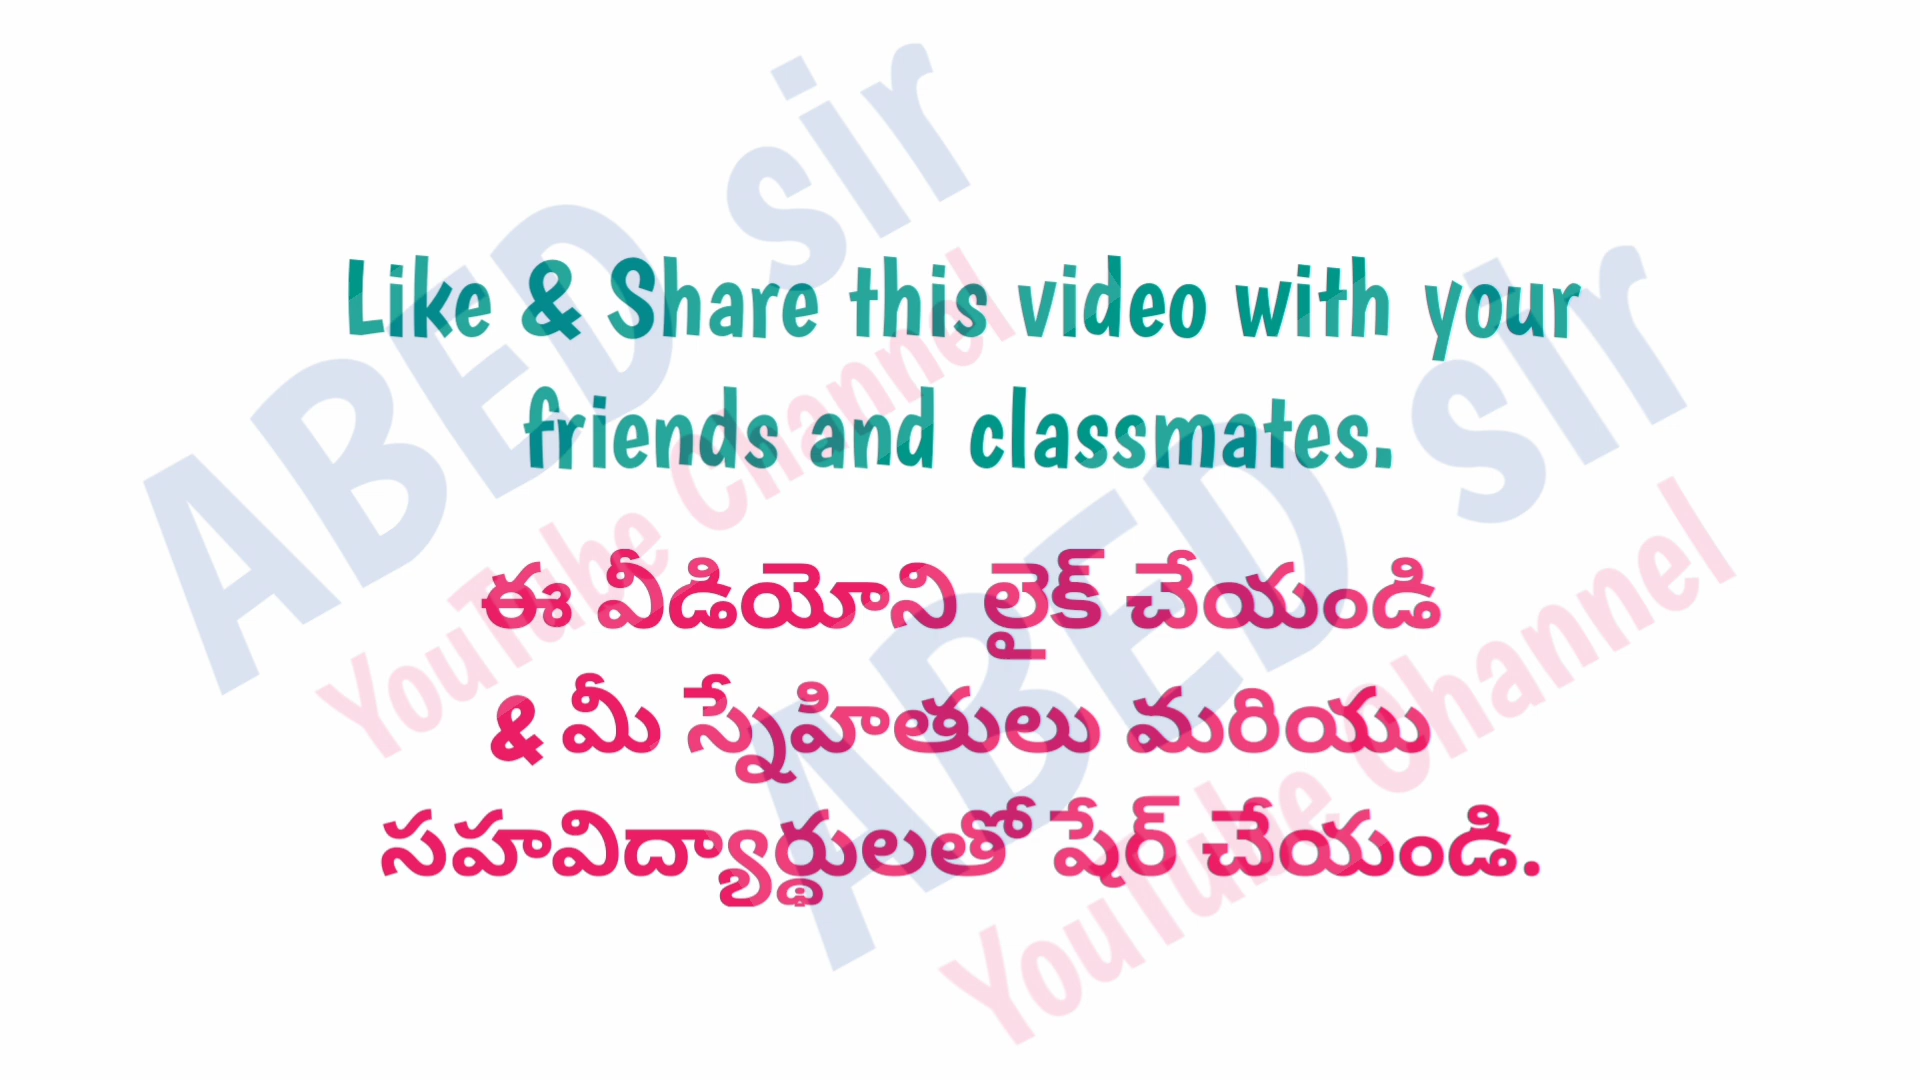 Like & Share this video with your
friends and classmates.
ఈ వీడియోని లైక్ చేయండి
& మీ స్నేహితులు మరియు
సహవిద్యార్థులతో షేర్ చేయండి.
ABED sir
YouTube Channel
ABED sir
YouTube Channel